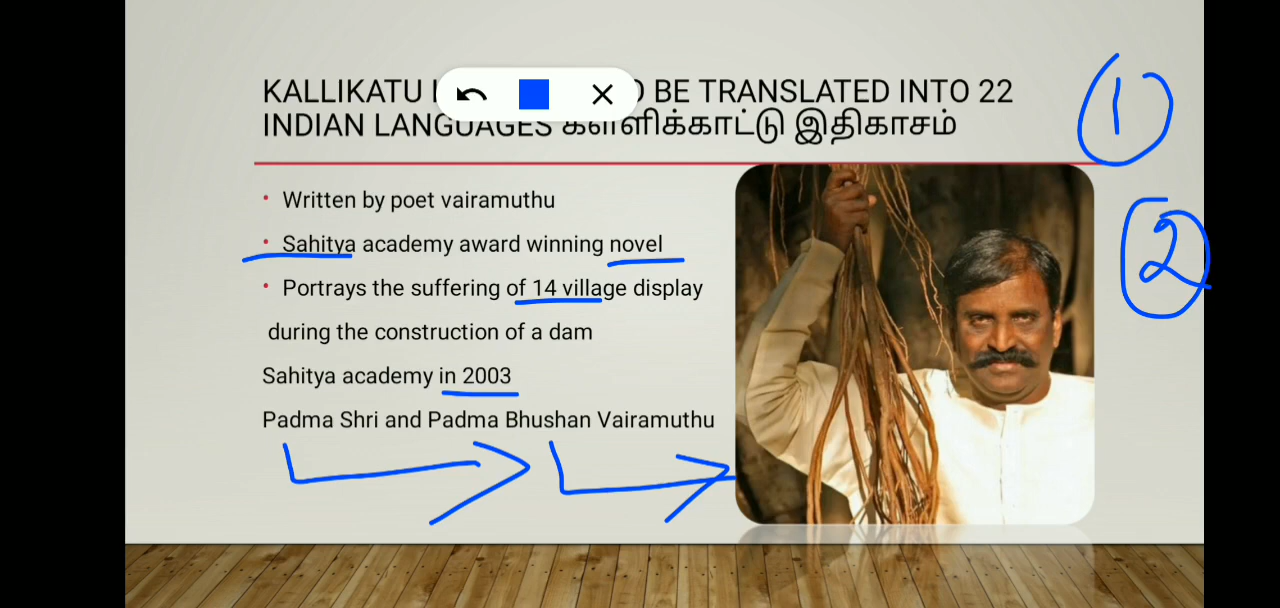 KALLIKATU BE TRANSLATED INTO 22
INDIAN LANGUAGES கள்ளிக்காட்டு இதிகாசம்
1
• Written by poet vairamuthu
• Sahitya academy award winning novel
2
• Portrays the suffering of 14 village display
during the construction of a dam
Sahitya academy in 2003
Padma Shri and Padma Bhushan Vairamuthu